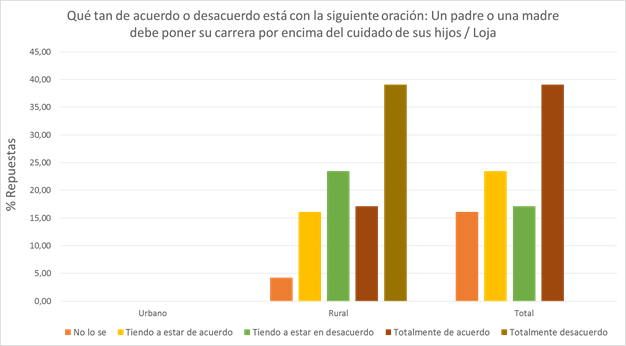 Qué tan de acuerdo o desacuerdo está con la siguiente oración: Un padre o una madre
debe poner su carrera por encima del cuidado de sus hijos / Loja
45,00
40,00
35,00
30,00
25,00
20,00
15,00
10,00
5,00
0,00
% Repuestas
Urbano
Rural
Total
No lo se
Tiendo a estar de acuerdo
Tiendo a estar en desacuerdo
Totalmente de acuerdo
Totalmente desacuerdo